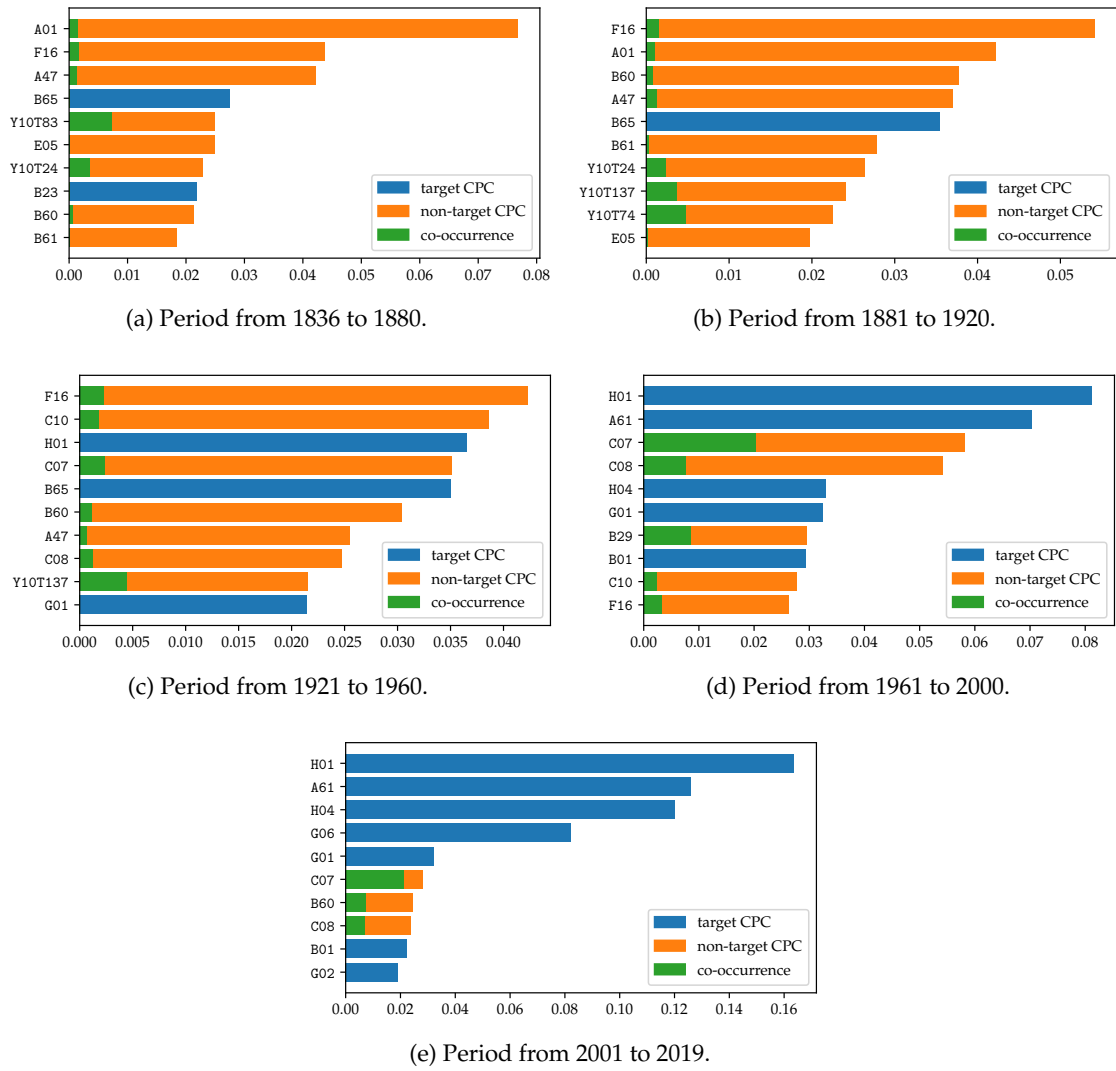 A01
F16
A47
B65
Y10T83
E05
Y10T24
B23
B60
B61
target CPC
non-target CPC
co-occurrence
0.00 0.01 0.02 0.03 0.04 0.05 0.06 0.07 0.08
(a) Period from 1836 to 1880.
F16
A01
B60
A47
B65
B61
Y10T24
Y10T137
Y10T74
E05
target CPC
non-target CPC
co-occurrence
0.00 0.01 0.02 0.03 0.04 0.05
(b) Period from 1881 to 1920.
F16
C10
H01
C07
B65
B60
A47
C08
Y10T137
G01
target CPC
non-target CPC
co-occurrence
0.000 0.005 0.010 0.015 0.020 0.025 0.030 0.035 0.040
(c) Period from 1921 to 1960.
H01
A61
C07
C08
H04
G01
B29
B01
C10
F16
target CPC
non-target CPC
co-occurrence
0.00 0.01 0.02 0.03 0.04 0.05 0.06 0.07 0.08
(d) Period from 1961 to 2000.
H01
A61
H04
G06
G01
C07
B60
C08
B01
G02
target CPC
non-target CPC
co-occurrence
0.00 0.02 0.04 0.06 0.08 0.10 0.12 0.14 0.16
(e) Period from 2001 to 2019.